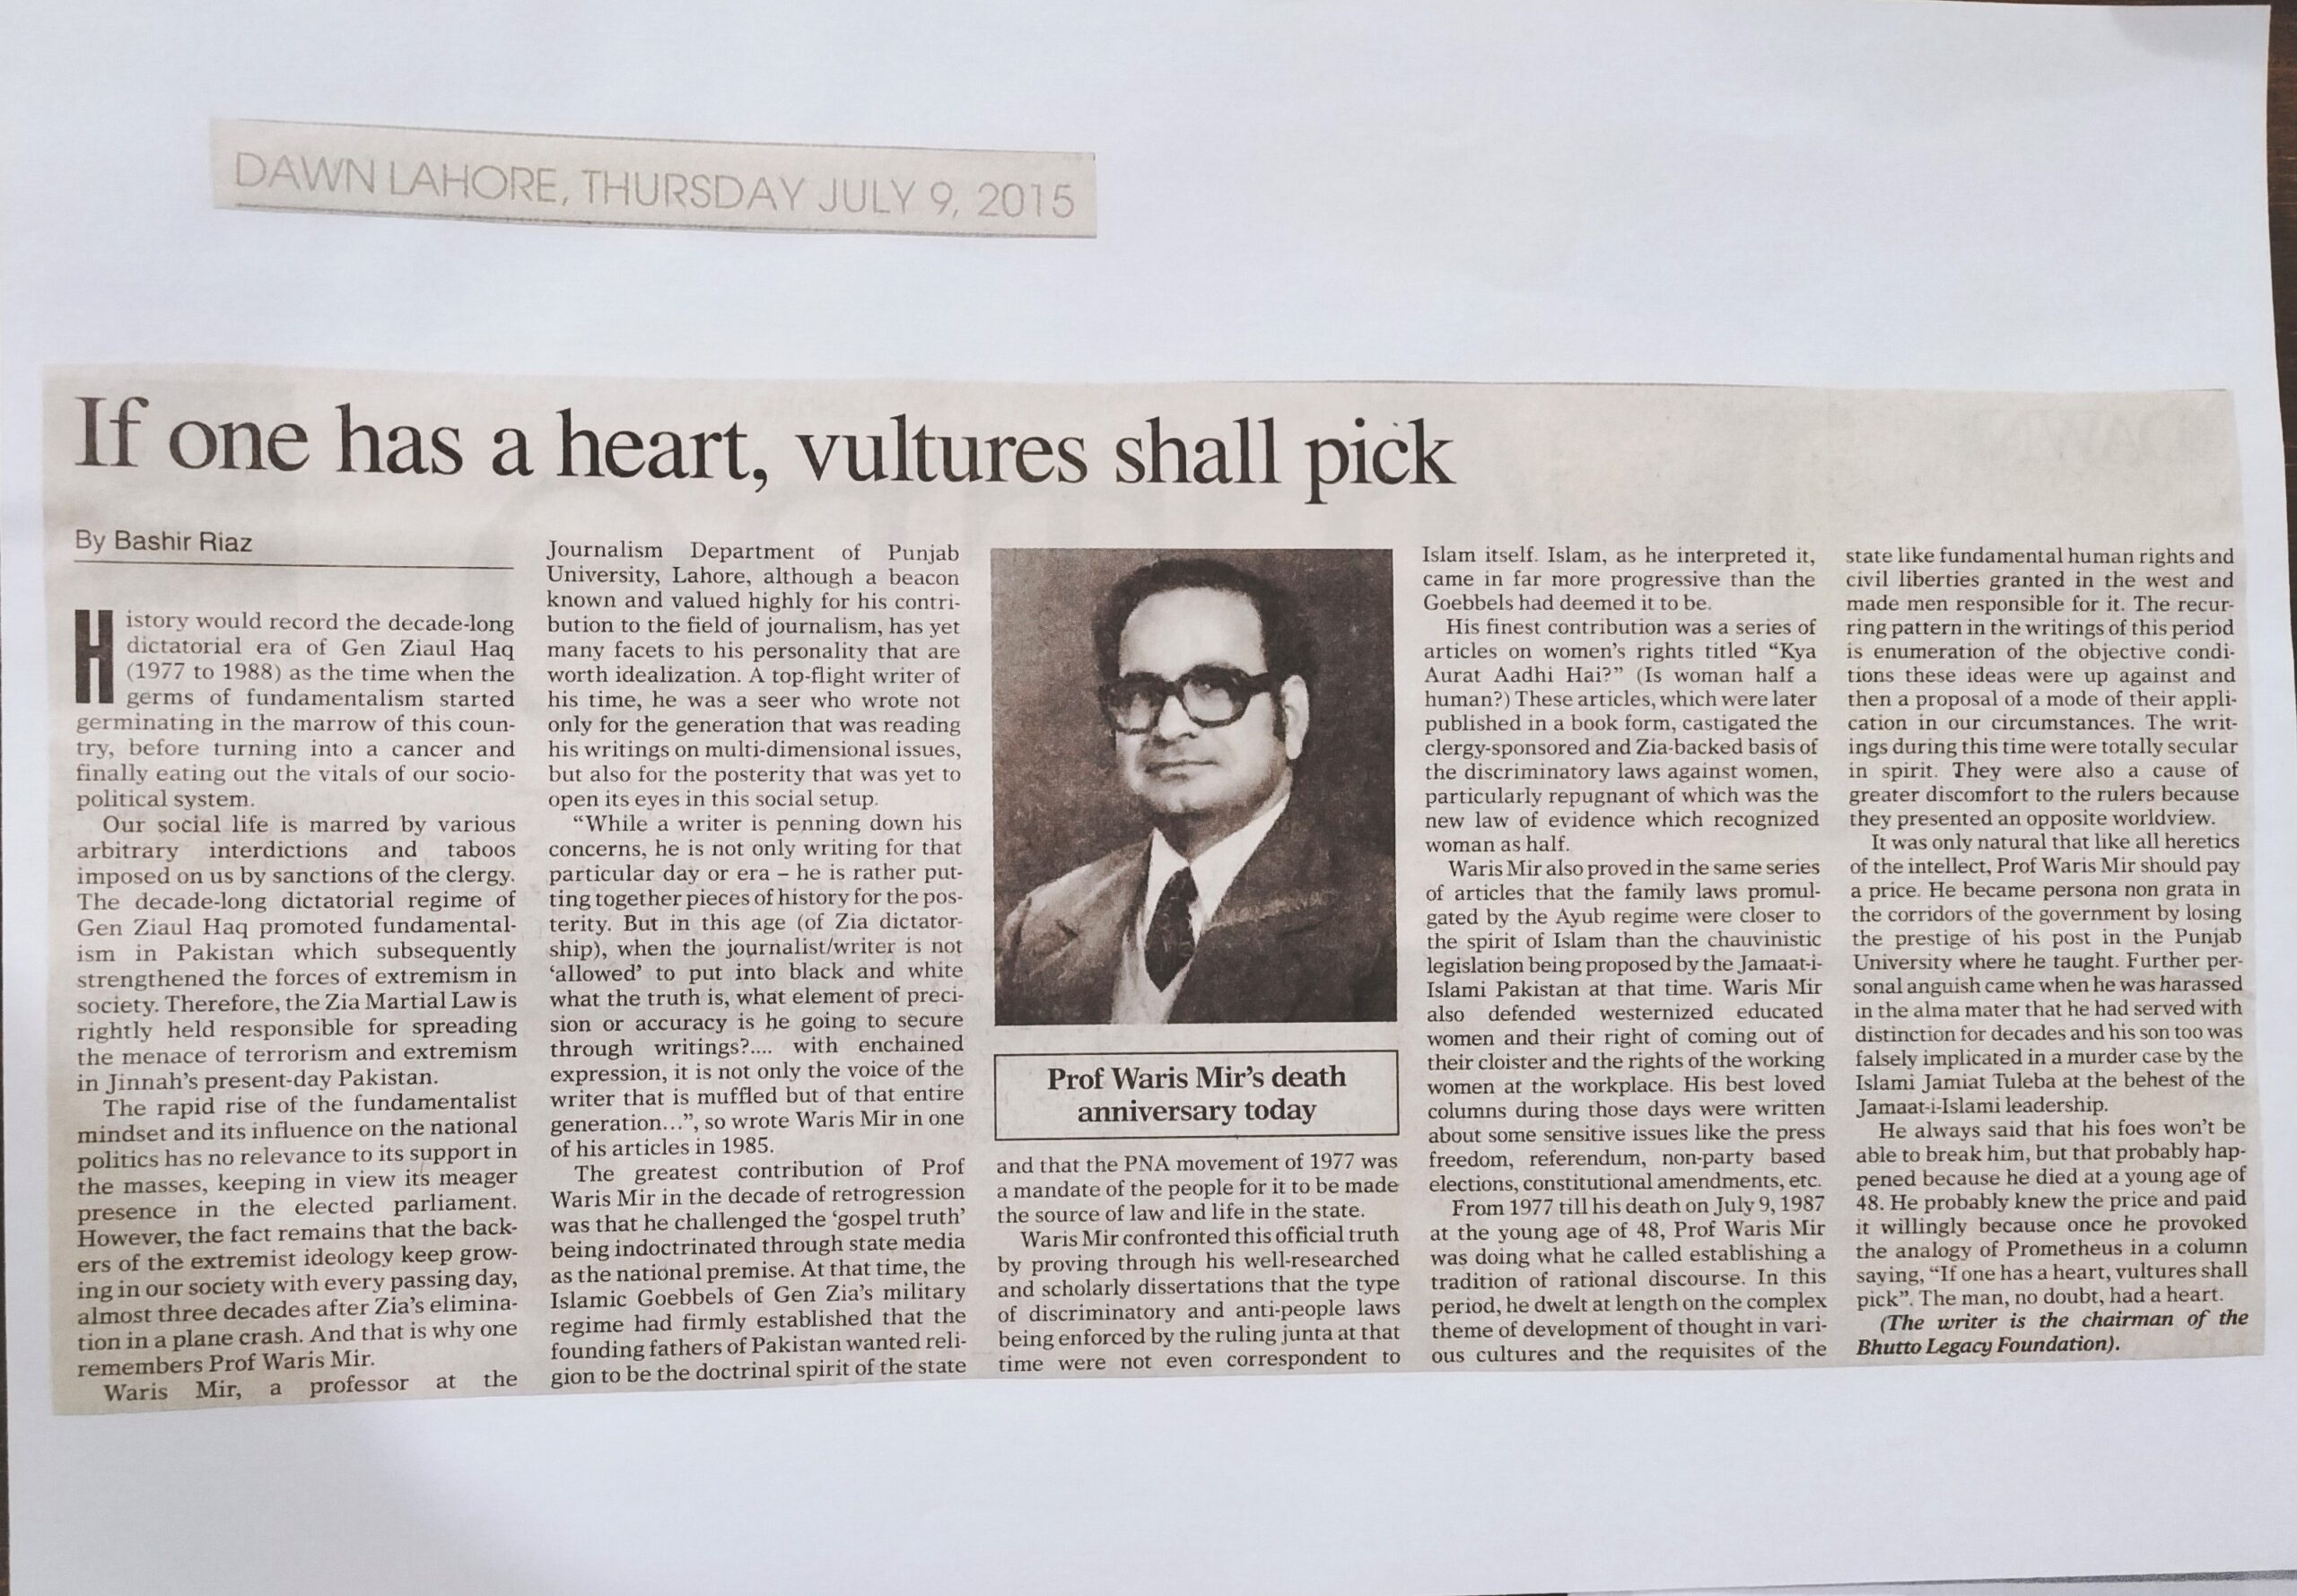 DAWN LAHORE, THURSDAY JULY 9, 2015
If one has a heart, vultures shall pick
By Bashir Riaz
History would record the decade-long
dictatorial era of Gen Ziaul Haq
(1977 to 1988) as the time when the
germs of fundamentalism started
germinating in the marrow of this coun-
try, before turning into a cancer and
finally eating out the vitals of our socio-
political system.
Our social life is marred by various
arbitrary interdictions and taboos
imposed on us by sanctions of the clergy.
The decade-long dictatorial regime of
Gen Ziaul Haq promoted fundamental-
ism in Pakistan which subsequently
strengthened the forces of extremism in
society. Therefore, the Zia Martial Law is
rightly held responsible for spreading
the menace of terrorism and extremism
in Jinnah's present-day Pakistan.
The rapid rise of the fundamentalist
mindset and its influence on the national
politics has no relevance to its support in
the masses, keeping in view its meager
presence in the elected parliament.
However, the fact remains that the back-
ers of the extremist ideology keep grow-
ing in our society with every passing day,
almost three decades after Zia's elimina-
tion in a plane crash. And that is why one
remembers Prof Waris Mir.
Waris Mir, a professor at the
Journalism Department of Punjab
University, Lahore, although a beacon
known and valued highly for his contri-
bution to the field of journalism, has yet
many facets to his personality that are
worth idealization. A top-flight writer of
his time, he was a seer who wrote not
only for the generation that was reading
his writings on multi-dimensional issues,
but also for the posterity that was yet to
open its eyes in this social setup.
“While a writer is penning down his
concerns, he is not only writing for that
particular day or era – he is rather put-
ting together pieces of history for the pos-
terity. But in this age (of Zia dictator-
ship), when the journalist/writer is not
‘allowed’ to put into black and white
what the truth is, what element of preci-
sion or accuracy is he going to secure
through writings?.... with enchained
expression, it is not only the voice of the
writer that is muffled but of that entire
generation...”, so wrote Waris Mir in one
of his articles in 1985.
The greatest contribution of Prof
Waris Mir in the decade of retrogression
was that he challenged the ‘gospel truth’
being indoctrinated through state media
as the national premise. At that time, the
Islamic Goebbels of Gen Zia's military
regime had firmly established that the
founding fathers of Pakistan wanted reli-
gion to be the doctrinal spirit of the state
Prof Waris Mir's death
anniversary today
and that the PNA movement of 1977 was
a mandate of the people for it to be made
the source of law and life in the state.
Waris Mir confronted this official truth
by proving through his well-researched
and scholarly dissertations that the type
of discriminatory and anti-people laws
being enforced by the ruling junta at that
time were not even correspondent to
Islam itself. Islam, as he interpreted it,
came in far more progressive than the
Goebbels had deemed it to be.
His finest contribution was a series of
articles on women's rights titled “Kya
Aurat Aadhi Hai?” (Is woman half a
human?) These articles, which were later
published in a book form, castigated the
clergy-sponsored and Zia-backed basis of
the discriminatory laws against women,
particularly repugnant of which was the
new law of evidence which recognized
woman as half.
Waris Mir also proved in the same series
of articles that the family laws promul-
gated by the Ayub regime were closer to
the spirit of Islam than the chauvinistic
legislation being proposed by the Jamaat-i-
Islami Pakistan at that time. Waris Mir
also defended westernized educated
women and their right of coming out of
their cloister and the rights of the working
women at the workplace. His best loved
columns during those days were written
about some sensitive issues like the press
freedom, referendum, non-party based
elections, constitutional amendments, etc.
From 1977 till his death on July 9, 1987
at the young age of 48, Prof Waris Mir
was doing what he called establishing a
tradition of rational discourse. In this
period, he dwelt at length on the complex
theme of development of thought in vari-
ous cultures and the requisites of the
state like fundamental human rights and
civil liberties granted in the west and
made men responsible for it. The recur-
ring pattern in the writings of this period
is enumeration of the objective condi-
tions these ideas were up against and
then a proposal of a mode of their appli-
cation in our circumstances. The writ-
ings during this time were totally secular
in spirit. They were also a cause of
greater discomfort to the rulers because
they presented an opposite worldview.
It was only natural that like all heretics
of the intellect, Prof Waris Mir should pay
a price. He became persona non grata in
the corridors of the government by losing
the prestige of his post in the Punjab
University where he taught. Further per-
sonal anguish came when he was harassed
in the alma mater that he had served with
distinction for decades and his son too was
falsely implicated in a murder case by the
Islami Jamiat Tuleba at the behest of the
Jamaat-i-Islami leadership.
He always said that his foes won't be
able to break him, but that probably hap-
pened because he died at a young age of
48. He probably knew the price and paid
it willingly because once he provoked
the analogy of Prometheus in a column
saying, “If one has a heart, vultures shall
pick”. The man, no doubt, had a heart.
(The writer is the chairman of the
Bhutto Legacy Foundation).